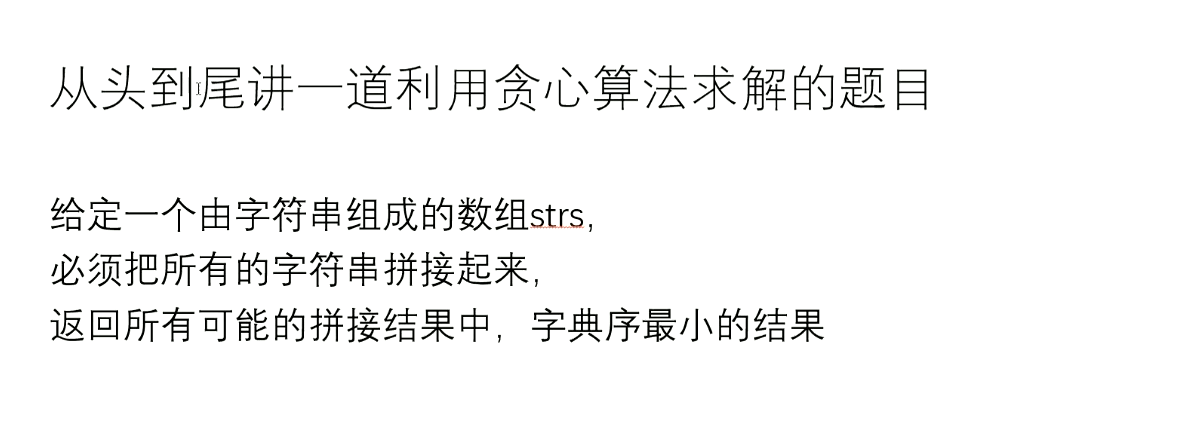 从头到尾讲一道利用贪心算法求解的题目
给定一个由字符串组成的数组strs，
必须把所有的字符串拼接起来，
返回所有可能的拼接结果中，字典序最小的结果